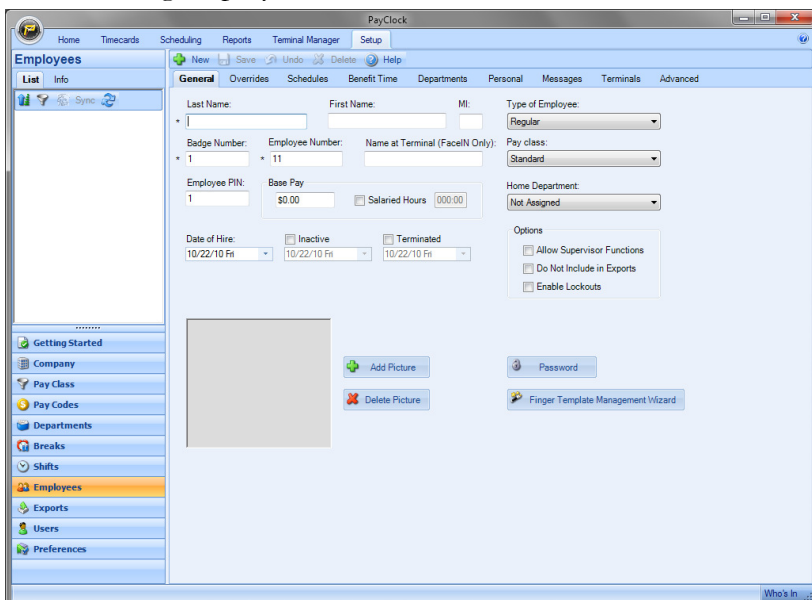 PayClock
Home Timecards Scheduling Reports Terminal Manager Setup
Employees
New Save Undo Delete Help
List Info
General Overrides Schedules Benefit Time Departments Personal Messages Terminals Advanced
Sync
Last Name: First Name: MI: Type of Employee:
* Regular
Badge Number: Employee Number: Name at Terminal (FaceIN Only): Pay class:
* 1 * 11 Standard
Employee PIN: Base Pay Home Department:
1 $0.00 Salaried Hours 000:00 Not Assigned
Options
Date of Hire: Inactive Terminated Allow Supervisor Functions
10/22/10 Fri 10/22/10 Fri 10/22/10 Fri Do Not Include in Exports
Enable Lockouts
Getting Started
Company
Pay Class
Pay Codes
Departments
Breaks
Shifts
Employees
Exports
Users
Preferences
Add Picture Password
Delete Picture Finger Template Management Wizard
Who's In